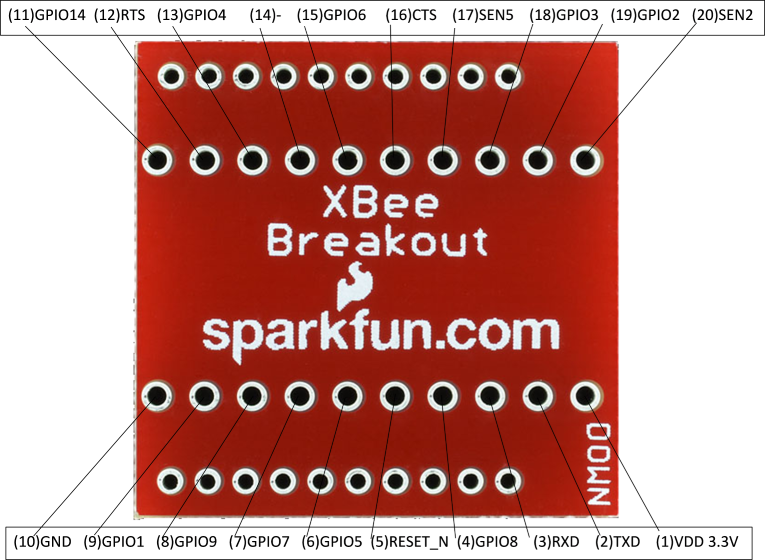 (11)GPIO14 (12)RTS (13)GPIO4 (14)- (15)GPIO6 (16)CTS (17)SEN5 (18)GPIO3 (19)GPIO2 (20)SEN2
XBee
Breakout
sparkfun.com
NMOO
(10)GND (9)GPIO1 (8)GPIO9 (7)GPIO7 (6)GPIO5 (5)RESET_N (4)GPIO8 (3)RXD (2)TXD (1)VDD 3.3V